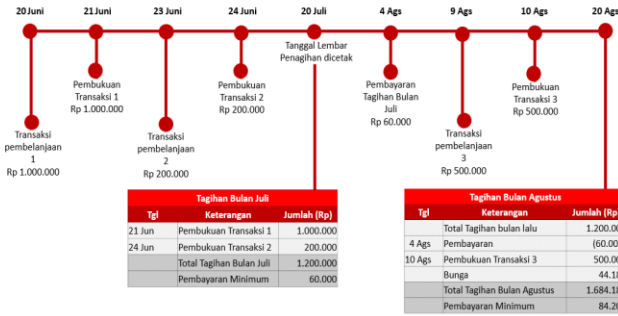 20 Juni
21 Juni
23 Juni
24 Juni
20 Juli
4 Ags
9 Ags
10 Ags
20 Ags
Tanggal Lembar
Penagihan dicetak
Pembukuan
Transaksi 1
Rp 1.000.000
Pembukuan
Transaksi 2
Rp 200.000
Pembayaran
Tagihan Bulan
Juli
Rp 60.000
Pembukuan
Transaksi 3
Rp 500.000
Transaksi
pembelanjaan
1
Rp 1.000.000
Transaksi
pembelanjaan
2
Rp 200.000
Transaksi
pembelanjaan
3
Rp 500.000
Tagihan Bulan Juli
Tgl Keterangan Jumlah (Rp)
21 Jun Pembukuan Transaksi 1 1.000.000
24 Jun Pembukuan Transaksi 2 200.000
Total Tagihan Bulan Juli 1.200.000
Pembayaran Minimum 60.000
Tagihan Bulan Agustus
Tgl Keterangan Jumlah (Rp
Total Tagihan bulan lalu
4 Ags Pembayaran
10 Ags Pembukuan Transaksi 3
Bunga
Total Tagihan Bulan Agustus
Pembayaran Minimum